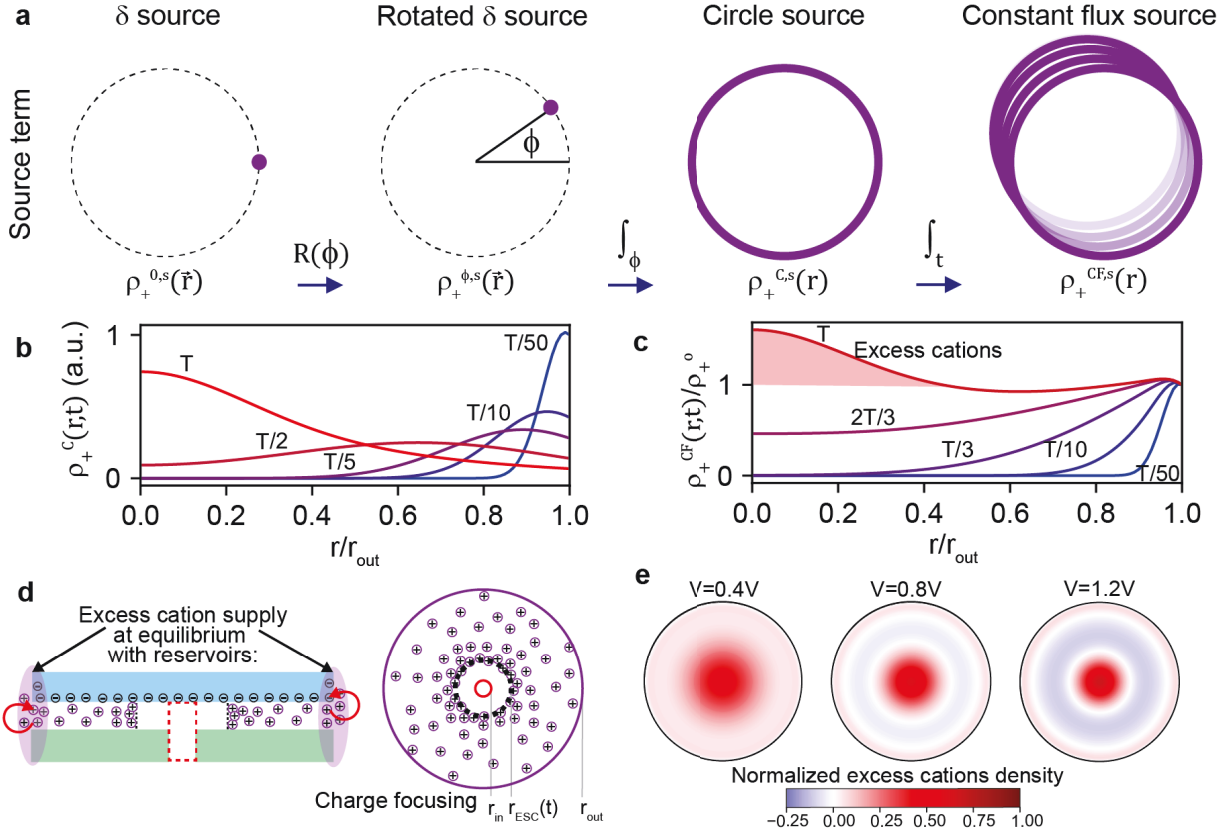 a
δ source
Rotated δ source
Circle source
Constant flux source
Source term
ϕ
R(ϕ)
∫ϕ
∫t
ρ+^0,s(r⃗)
ρ+^ϕ,s(r⃗)
ρ+^C,s(r)
ρ+^CF,s(r)
b
ρ+^C(r,t) (a.u.)
1
0
T
T/2
T/5
T/10
T/50
0.0 0.2 0.4 0.6 0.8 1.0
r/rout
c
ρ+^CF(r,t)/ρ+^o
1
0
T
Excess cations
2T/3
T/3
T/10
T/50
0.0 0.2 0.4 0.6 0.8 1.0
r/rout
d
Excess cation supply
at equilibrium
with reservoirs:
Charge focusing
rin
rESC(t)
rout
e
V=0.4V
V=0.8V
V=1.2V
Normalized excess cations density
−0.25 0.00 0.25 0.50 0.75 1.00